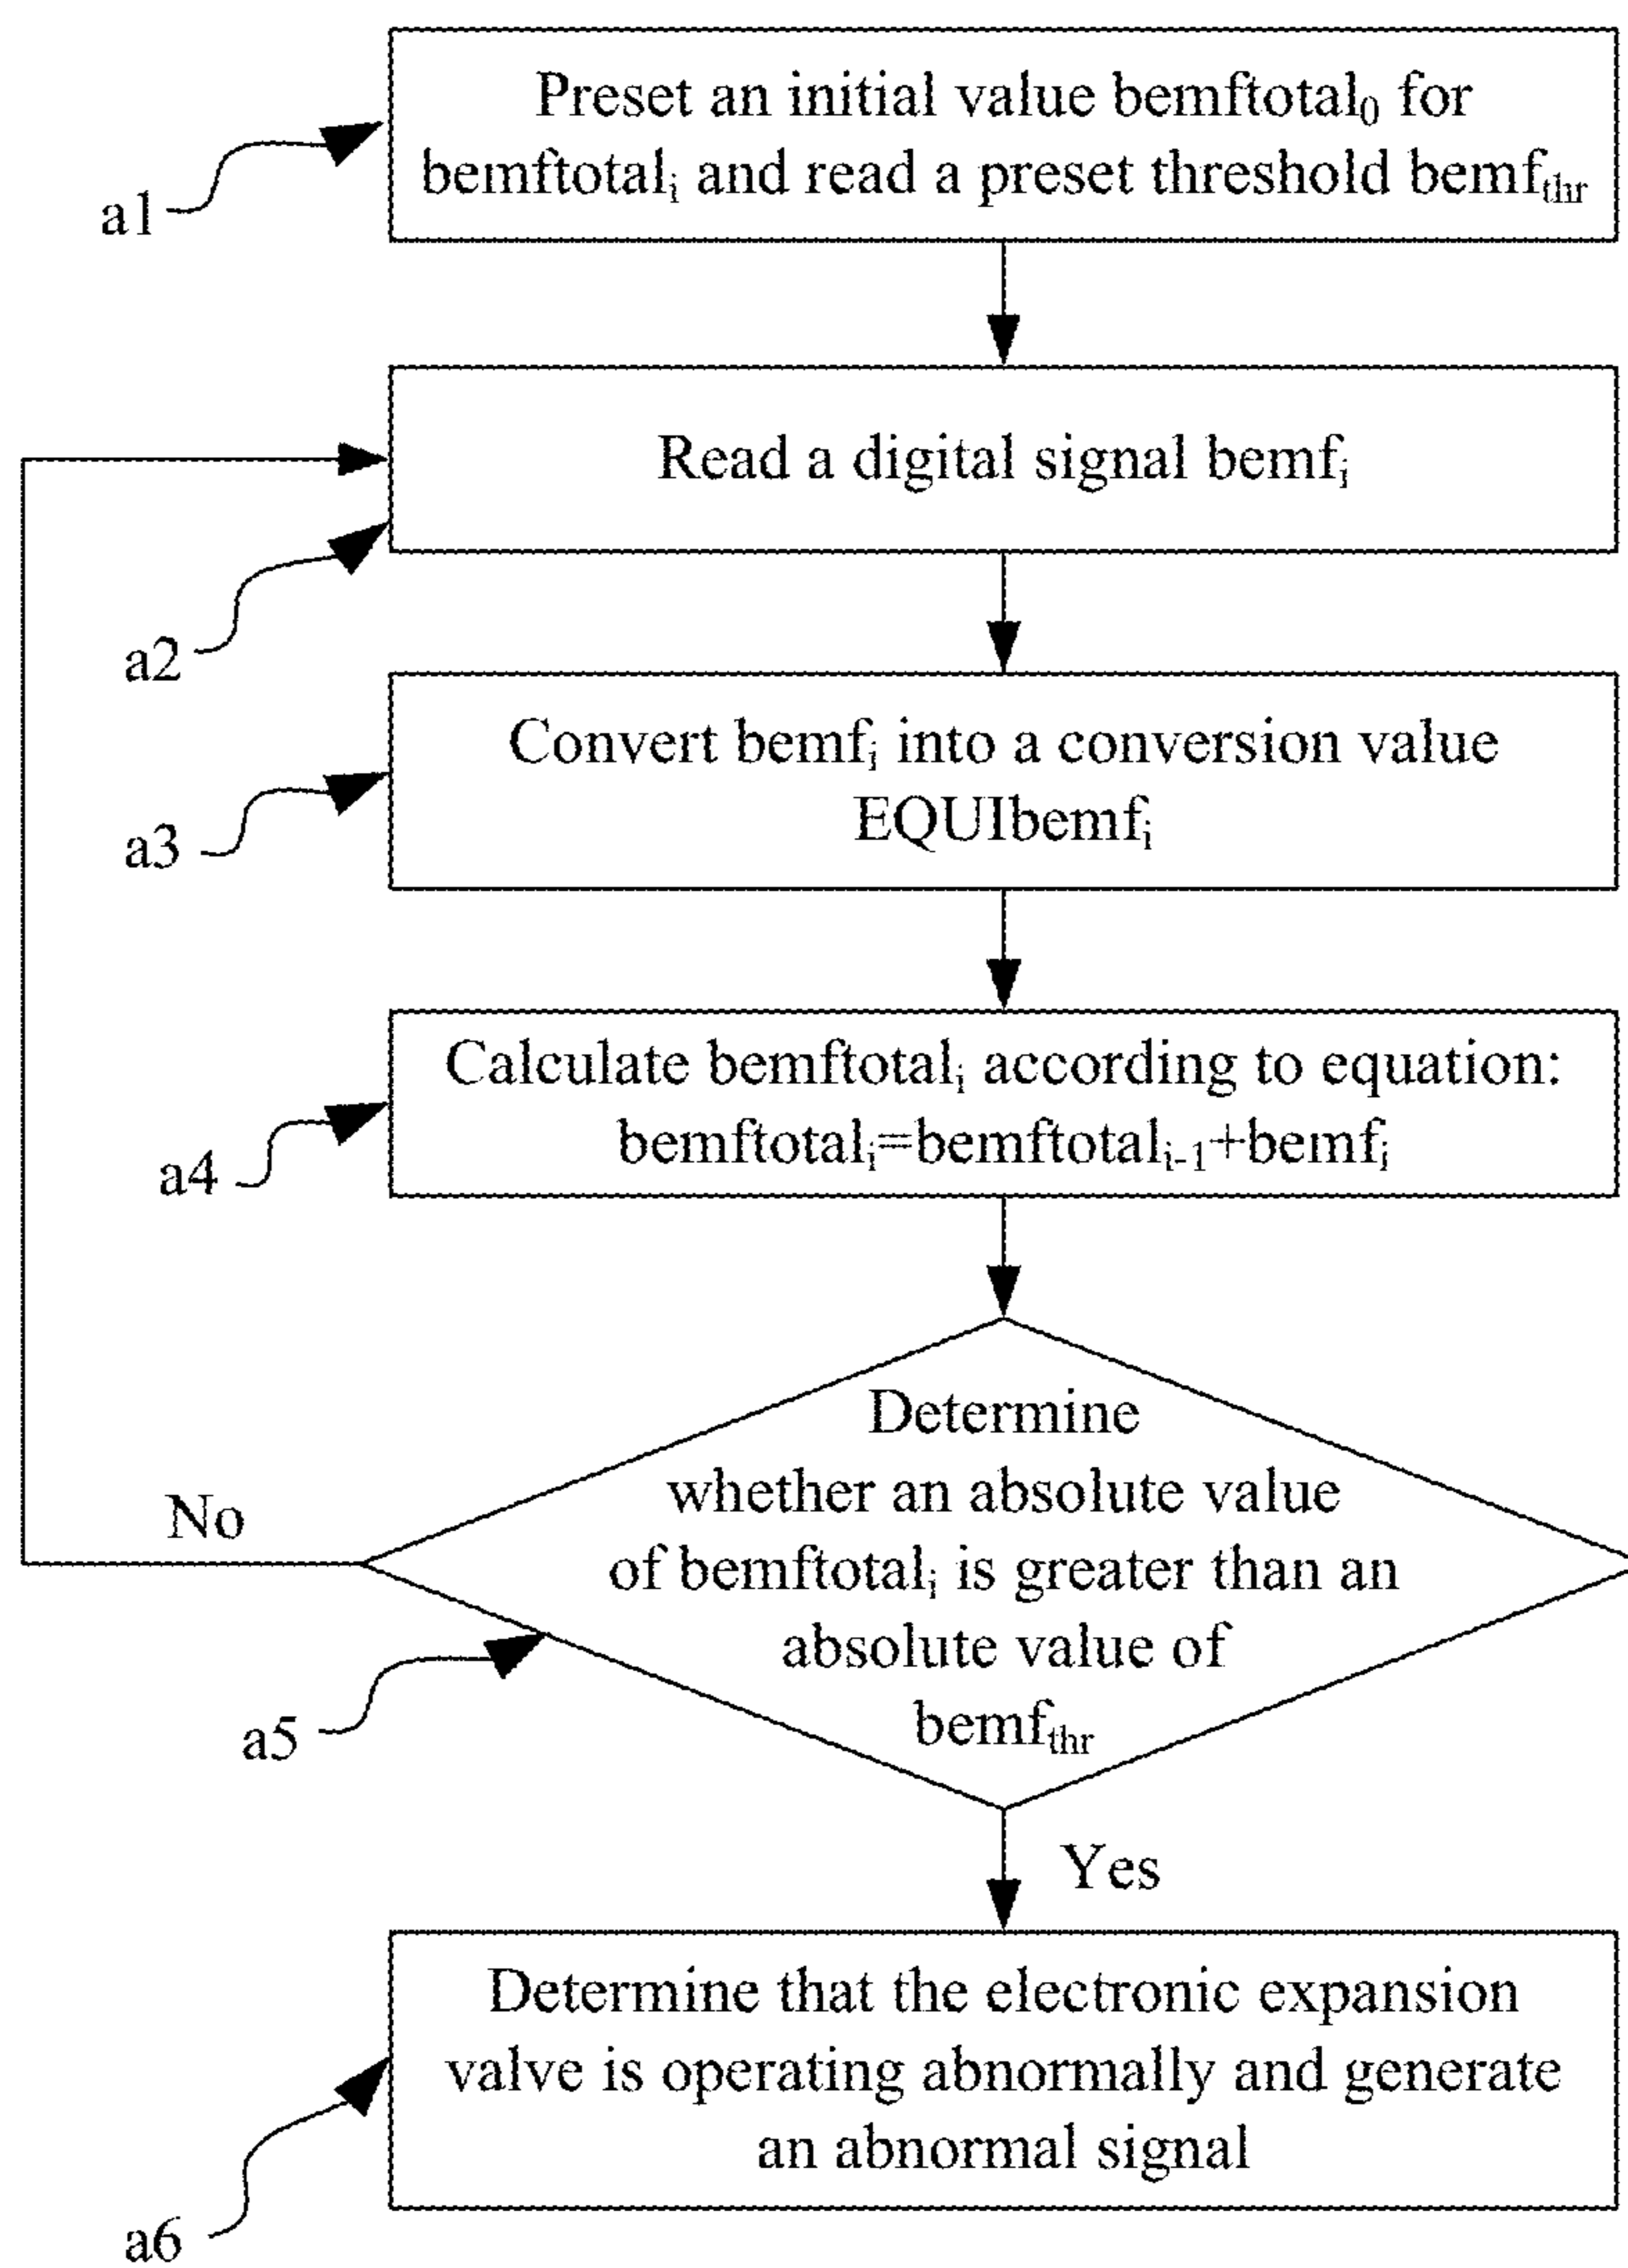 Preset an initial value bemftotal₀ for
bemftotalᵢ and read a preset threshold bemfₜₕᵣ
a1
Read a digital signal bemfᵢ
a2
Convert bemfᵢ into a conversion value
EQUIbemfᵢ
a3
Calculate bemftotalᵢ according to equation:
bemftotalᵢ=bemftotalᵢ₋₁+bemfᵢ
a4
Determine
whether an absolute value
of bemftotalᵢ is greater than an
absolute value of
bemfₜₕᵣ
No
a5
Yes
Determine that the electronic expansion
valve is operating abnormally and generate
an abnormal signal
a6